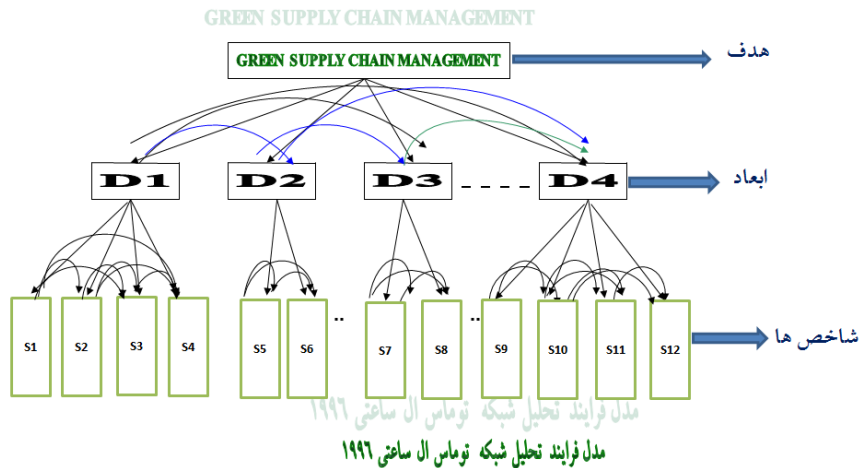 GREEN SUPPLY CHAIN MANAGEMENT
GREEN SUPPLY CHAIN MANAGEMENT
هدف
D1 D2 D3 D4
ابعاد
S1 S2 S3 S4 S5 S6 S7 S8 S9 S10 S11 S12
شاخص ها
مدل فرایند تحلیل شبکه توماس ال ساعتی ۱۹۹۶
مدل فرایند تحلیل شبکه توماس ال ساعتی ۱۹۹۶